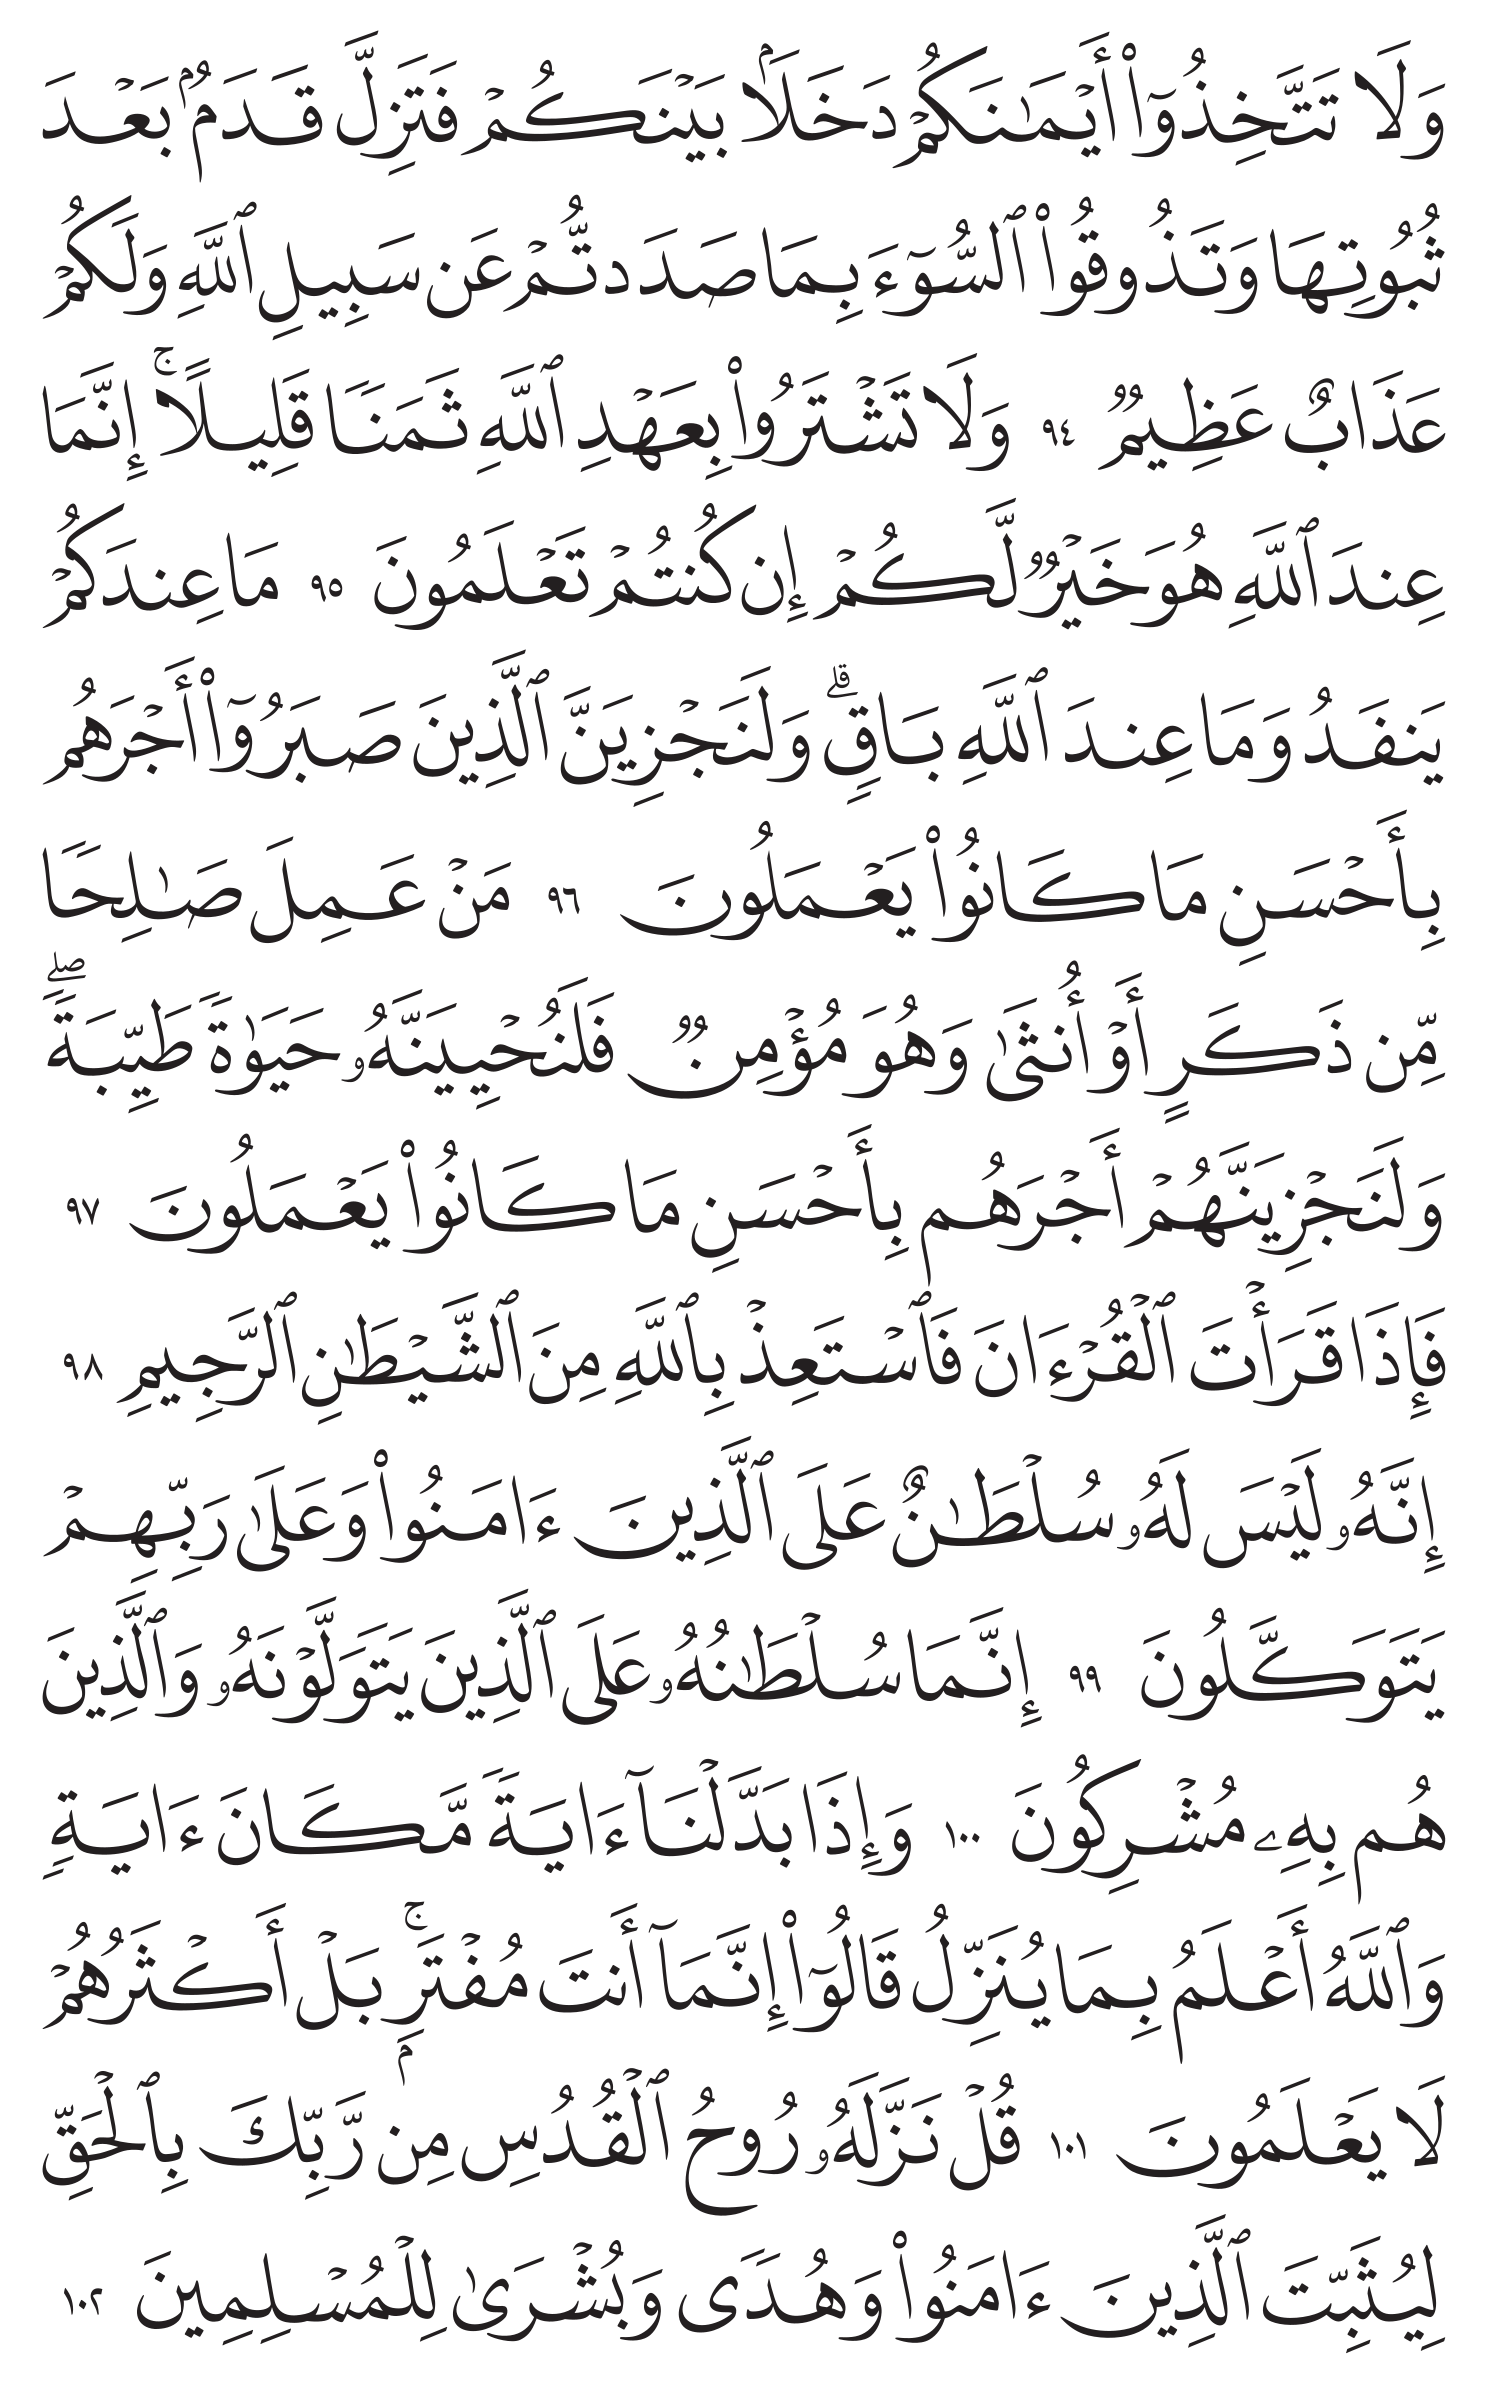 وَلَا تَتَّخِذُوٓا۟ أَيْمَـٰنَكُمْ دَخَلًۢا بَيْنَكُمْ فَتَزِلَّ قَدَمٌۢ بَعْدَ
ثُبُوتِهَا وَتَذُوقُوا۟ ٱلسُّوٓءَ بِمَا صَدَدتُّمْ عَن سَبِيلِ ٱللَّهِ وَلَكُمْ
عَذَابٌ عَظِيمٌ ٩٤ وَلَا تَشْتَرُوا۟ بِعَهْدِ ٱللَّهِ ثَمَنًا قَلِيلًا ۚ إِنَّمَا
عِندَ ٱللَّهِ هُوَ خَيْرٌ لَّكُمْ إِن كُنتُمْ تَعْلَمُونَ ٩٥ مَا عِندَكُمْ
يَنفَدُ وَمَا عِندَ ٱللَّهِ بَاقٍ ۗ وَلَنَجْزِيَنَّ ٱلَّذِينَ صَبَرُوٓا۟ أَجْرَهُم
بِأَحْسَنِ مَا كَانُوا۟ يَعْمَلُونَ ٩٦ مَنْ عَمِلَ صَـٰلِحًا
مِّن ذَكَرٍ أَوْ أُنثَىٰ وَهُوَ مُؤْمِنٌ فَلَنُحْيِيَنَّهُۥ حَيَوٰةً طَيِّبَةً ۖ
وَلَنَجْزِيَنَّهُمْ أَجْرَهُم بِأَحْسَنِ مَا كَانُوا۟ يَعْمَلُونَ ٩٧
فَإِذَا قَرَأْتَ ٱلْقُرْءَانَ فَٱسْتَعِذْ بِٱللَّهِ مِنَ ٱلشَّيْطَـٰنِ ٱلرَّجِيمِ ٩٨
إِنَّهُۥ لَيْسَ لَهُۥ سُلْطَـٰنٌ عَلَى ٱلَّذِينَ ءَامَنُوا۟ وَعَلَىٰ رَبِّهِمْ
يَتَوَكَّلُونَ ٩٩ إِنَّمَا سُلْطَـٰنُهُۥ عَلَى ٱلَّذِينَ يَتَوَلَّوْنَهُۥ وَٱلَّذِينَ
هُم بِهِۦ مُشْرِكُونَ ١٠٠ وَإِذَا بَدَّلْنَآ ءَايَةً مَّكَانَ ءَايَةٍ
وَٱللَّهُ أَعْلَمُ بِمَا يُنَزِّلُ قَالُوٓا۟ إِنَّمَآ أَنتَ مُفْتَرٍۭ ۚ بَلْ أَكْثَرُهُمْ
لَا يَعْلَمُونَ ١٠١ قُلْ نَزَّلَهُۥ رُوحُ ٱلْقُدُسِ مِن رَّبِّكَ بِٱلْحَقِّ
لِيُثَبِّتَ ٱلَّذِينَ ءَامَنُوا۟ وَهُدًى وَبُشْرَىٰ لِلْمُسْلِمِينَ ١٠٢